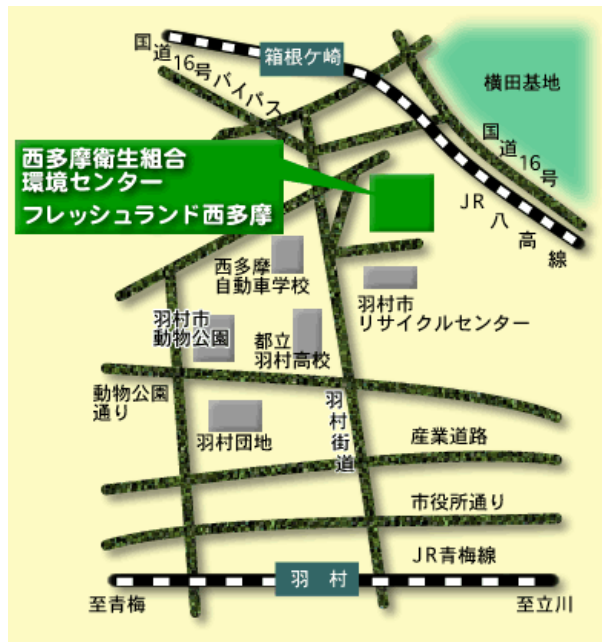 国道16号バイパス
箱根ケ崎
横田基地
国道16号
JR八高線
西多摩衛生組合
環境センター
フレッシュランド西多摩
西多摩
自動車学校
羽村市
リサイクルセンター
羽村市
動物公園
都立
羽村高校
動物公園
通り
羽村団地
羽村街道
産業道路
市役所通り
JR青梅線
羽村
至青梅
至立川